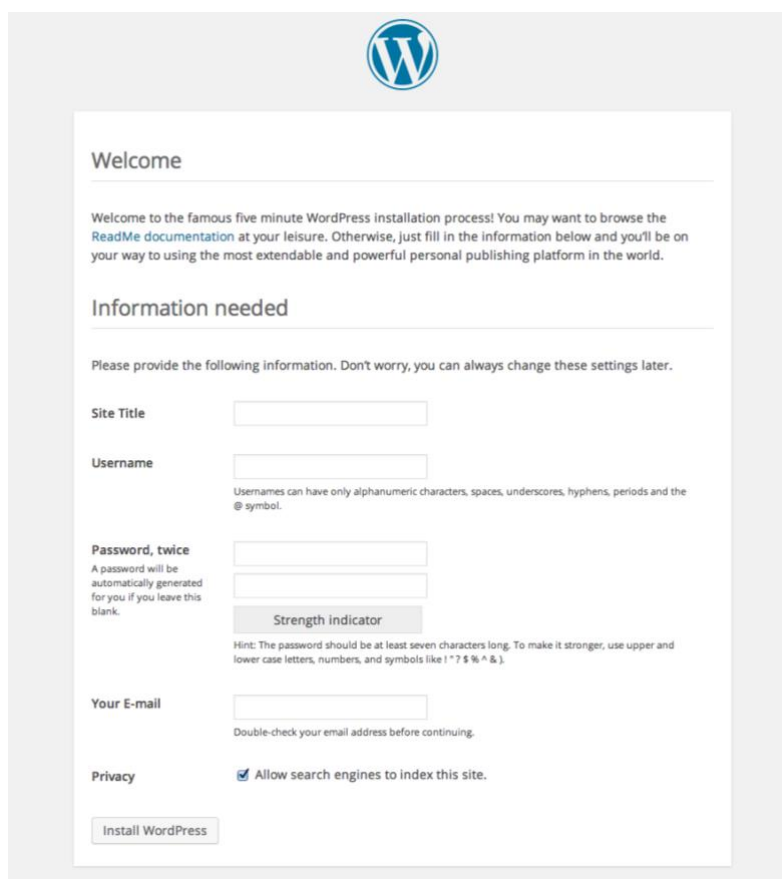 W
Welcome
Welcome to the famous five minute WordPress installation process! You may want to browse the
ReadMe documentation at your leisure. Otherwise, just fill in the information below and you'll be on
your way to using the most extendable and powerful personal publishing platform in the world.
Information needed
Please provide the following information. Don't worry, you can always change these settings later.
Site Title
Username
Usernames can have only alphanumeric characters, spaces, underscores, hyphens, periods and the
@ symbol.
Password, twice
A password will be
automatically generated
for you if you leave this
blank.
Strength indicator
Hint: The password should be at least seven characters long. To make it stronger, use upper and
lower case letters, numbers, and symbols like ! " ? $ % ^ & ).
Your E-mail
Double-check your email address before continuing.
Privacy
Allow search engines to index this site.
Install WordPress